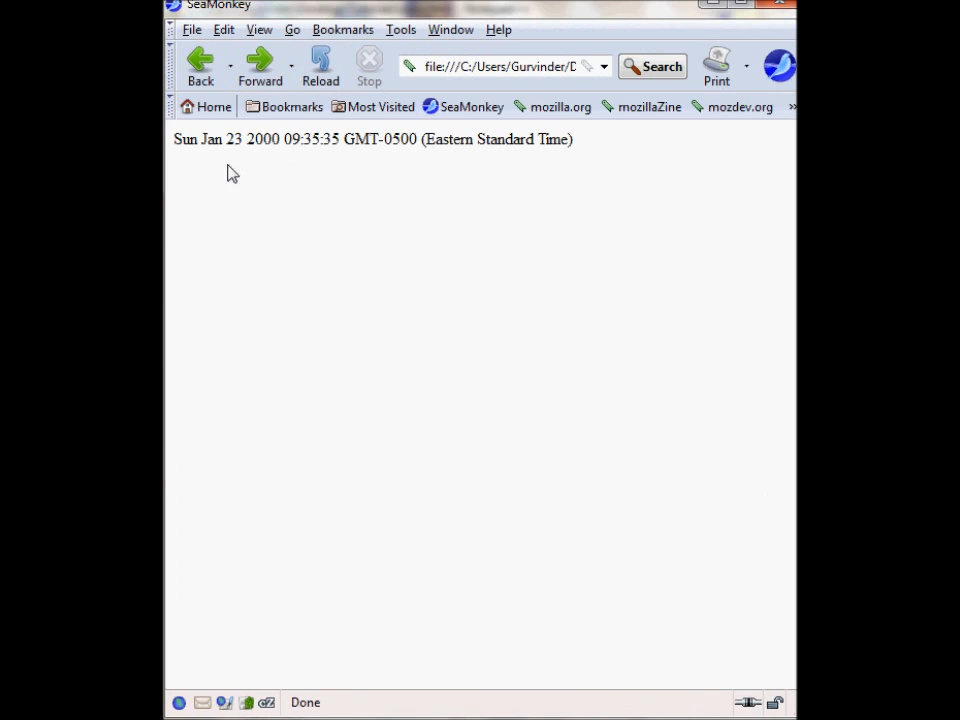 SeaMonkey
File Edit View Go Bookmarks Tools Window Help
Back Forward Reload Stop file:///C:/Users/Gurvinder/D Search Print
Home Bookmarks Most Visited SeaMonkey mozilla.org mozillaZine mozdev.org »
Sun Jan 23 2000 09:35:35 GMT-0500 (Eastern Standard Time)
Done